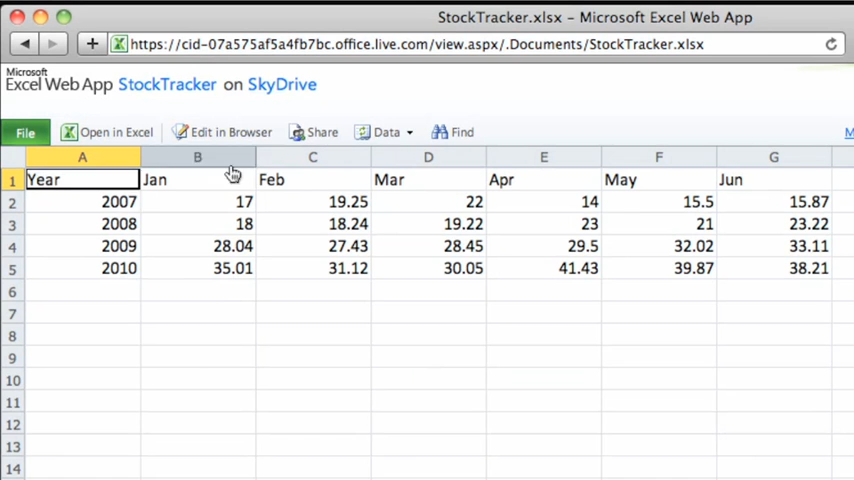 StockTracker.xlsx – Microsoft Excel Web App
https://cid-07a575af5a4fb7bc.office.live.com/view.aspx/.Documents/StockTracker.xlsx
Microsoft
Excel Web App StockTracker on SkyDrive
File Open in Excel Edit in Browser Share Data Find M
A B C D E F G
1 Year Jan Feb Mar Apr May Jun
2 2007 17 19.25 22 14 15.5 15.87
3 2008 18 18.24 19.22 23 21 23.22
4 2009 28.04 27.43 28.45 29.5 32.02 33.11
5 2010 35.01 31.12 30.05 41.43 39.87 38.21
6
7
8
9
10
11
12
13
14